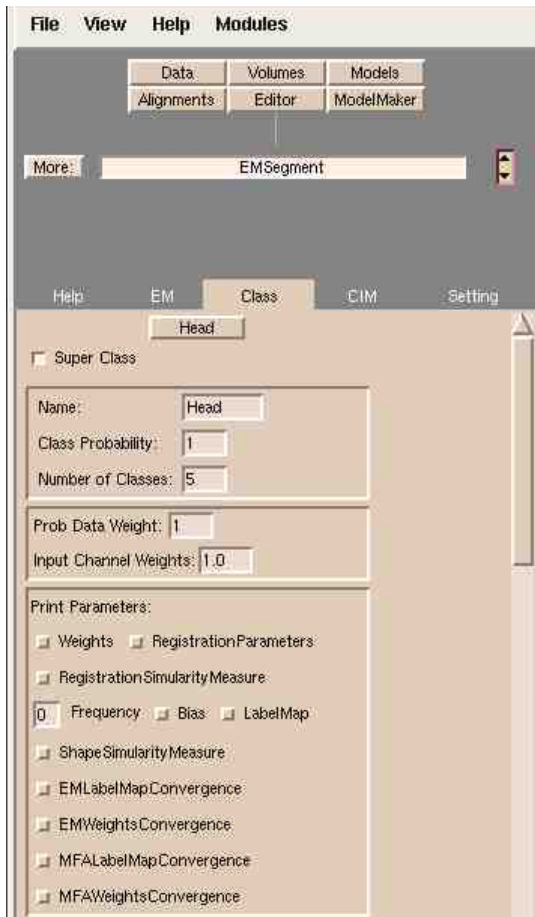 File View Help Modules
Data Volumes Models
Alignments Editor ModelMaker
More: EMSegment
Help EM Class CIM Setting
Head
Super Class
Name: Head
Class Probability: 1
Number of Classes: 5
Prob Data Weight: 1
Input Channel Weights: 1.0
Print Parameters:
Weights RegistrationParameters
RegistrationSimularityMeasure
0 Frequency Bias LabelMap
ShapeSimularityMeasure
EMLabelMapConvergence
EMWeightsConvergence
MFALabelMapConvergence
MFAWeightsConvergence